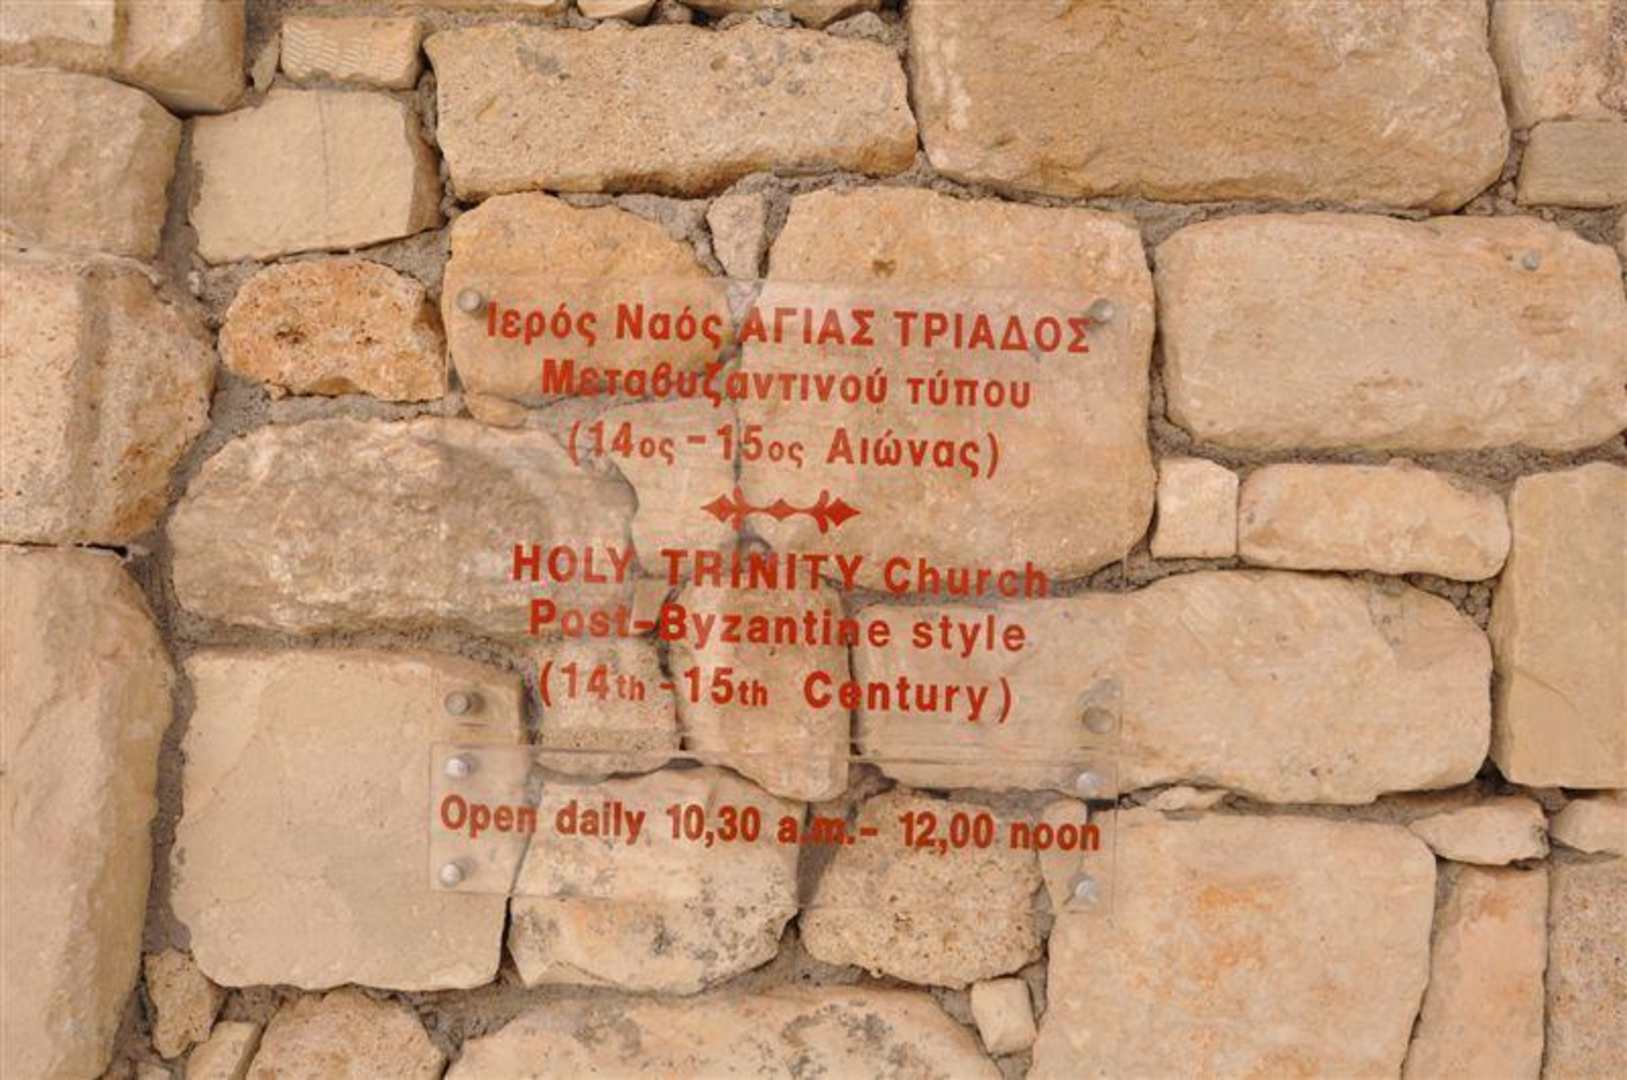 Ιερός Ναός ΑΓΙΑΣ ΤΡΙΑΔΟΣ
Μεταβυζαντινού τύπου
(14ος - 15ος Αιώνας)
HOLY TRINITY Church
Post-Byzantine style
(14th - 15th Century)
Open daily 10,30 a.m.- 12,00 noon